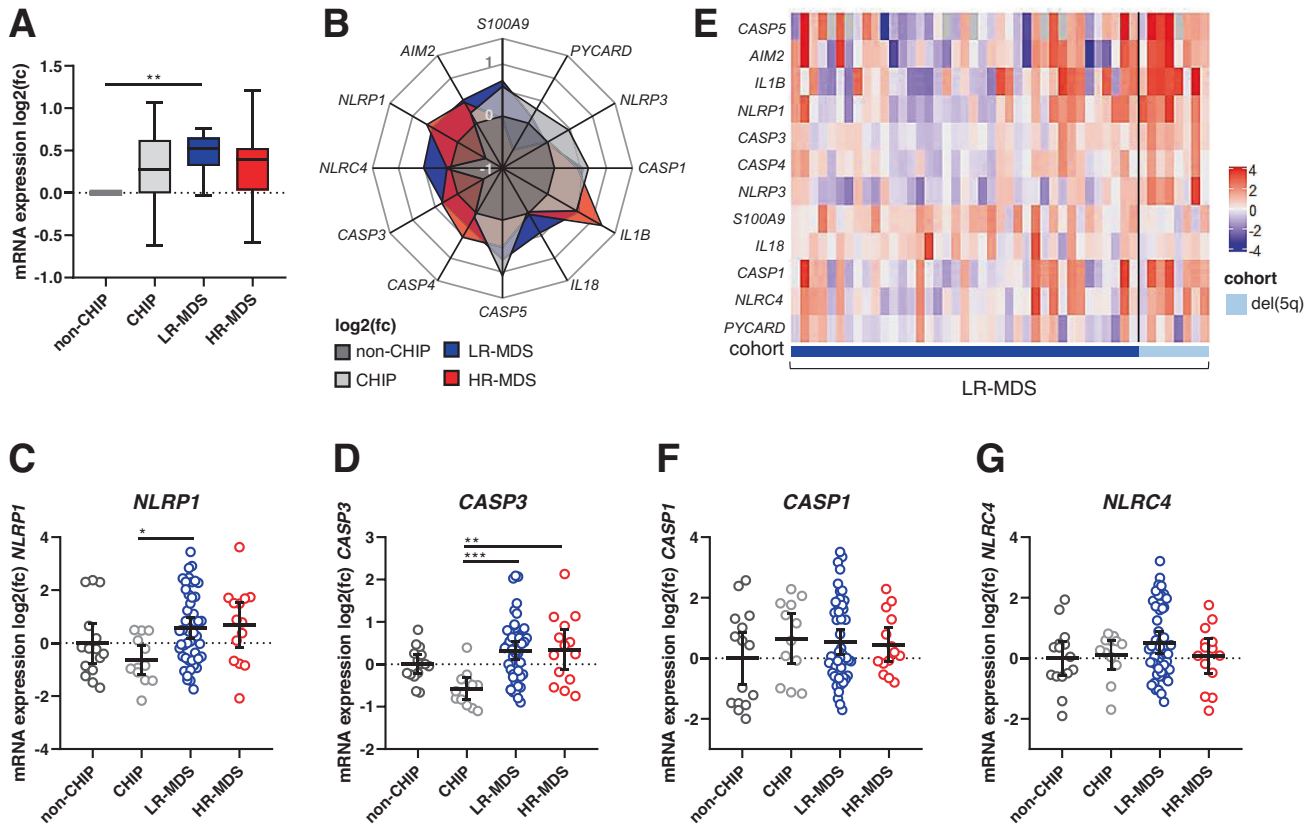 A
mRNA expression log2(fc)
1.5
1.0
0.5
0.0
-0.5
-1.0
**
non-CHIP
CHIP
LR-MDS
HR-MDS
B
S100A9
PYCARD
NLRP3
CASP1
IL1B
IL18
CASP5
CASP4
CASP3
NLRC4
NLRP1
AIM2
1
0
-1
log2(fc)
non-CHIP
LR-MDS
CHIP
HR-MDS
E
CASP5
AIM2
IL1B
NLRP1
CASP3
CASP4
NLRP3
S100A9
IL18
CASP1
NLRC4
PYCARD
cohort
LR-MDS
4
2
0
-2
-4
cohort
del(5q)
C
NLRP1
mRNA expression log2(fc) NLRP1
4
2
0
-2
-4
*
non-CHIP
CHIP
LR-MDS
HR-MDS
D
CASP3
mRNA expression log2(fc) CASP3
3
2
1
0
-1
-2
**
***
non-CHIP
CHIP
LR-MDS
HR-MDS
F
CASP1
mRNA expression log2(fc) CASP1
4
2
0
-2
non-CHIP
CHIP
LR-MDS
HR-MDS
G
NLRC4
mRNA expression log2(fc) NLRC4
4
2
0
-2
non-CHIP
CHIP
LR-MDS
HR-MDS